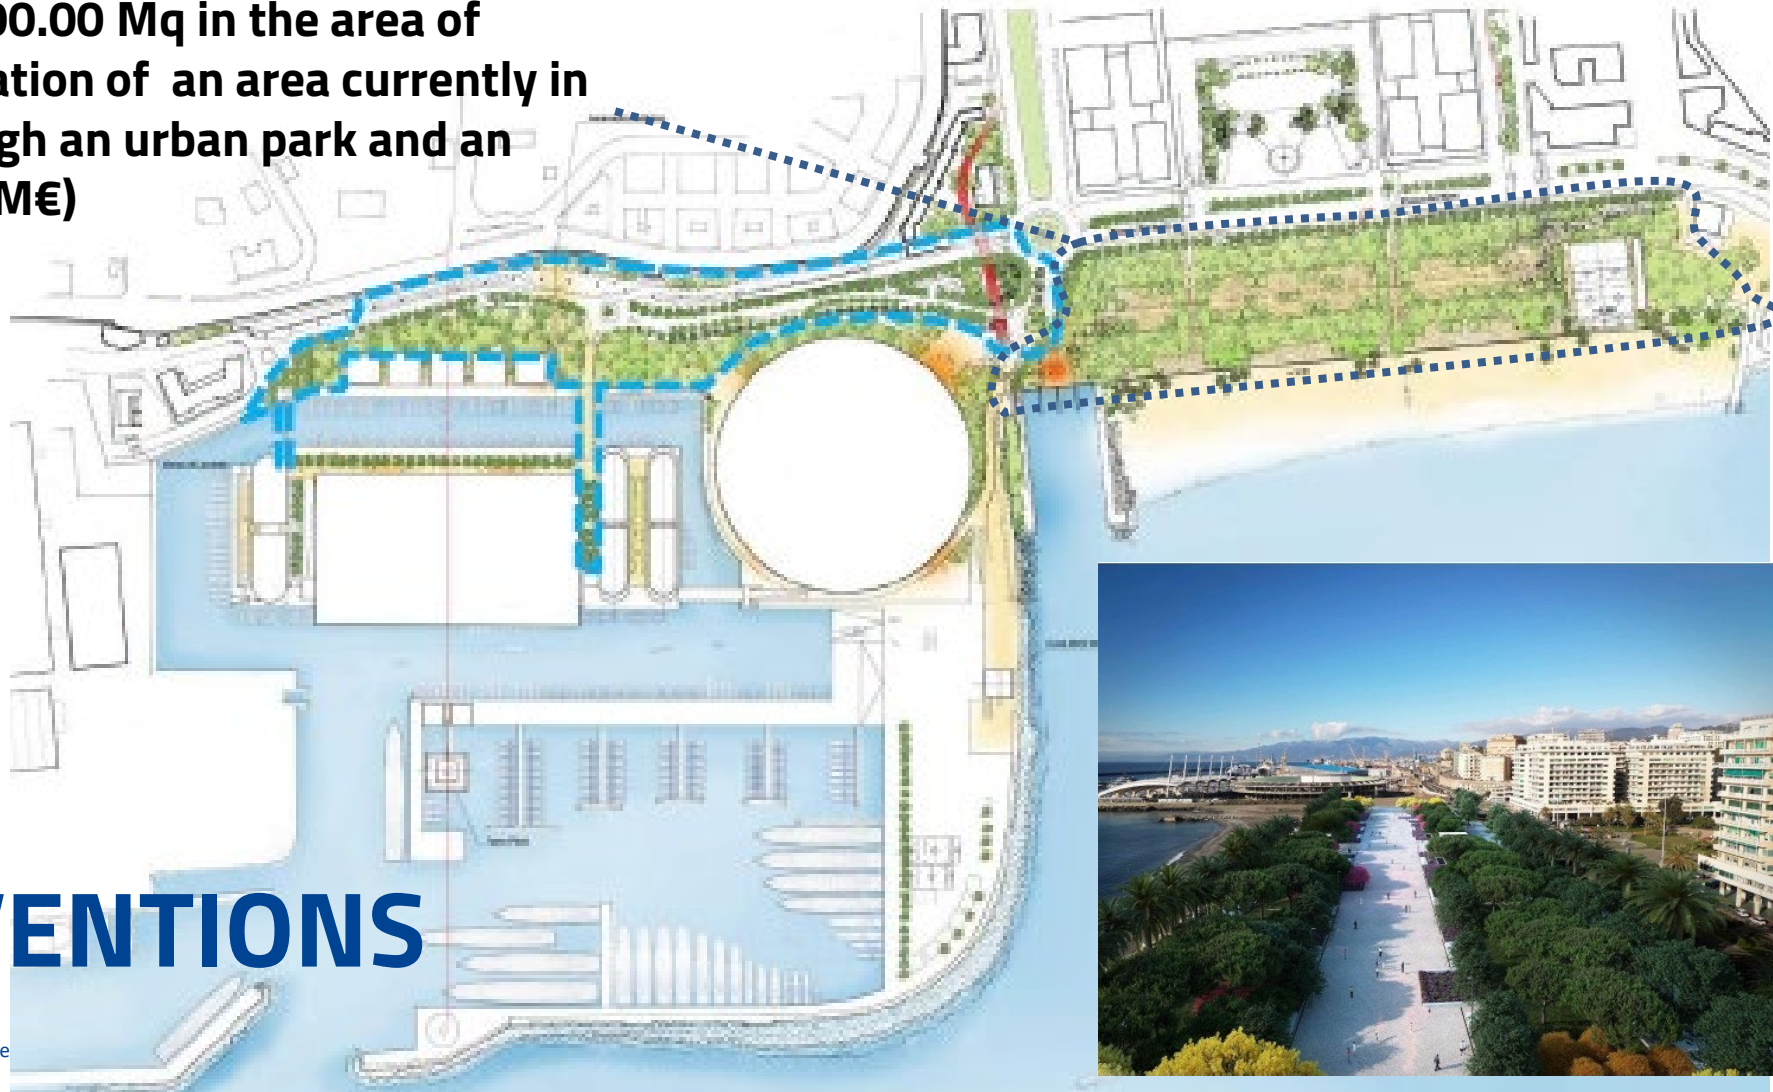 00.00 Mq in the area of
ation of an area currently in
gh an urban park and an
M€)
VENTIONS
e